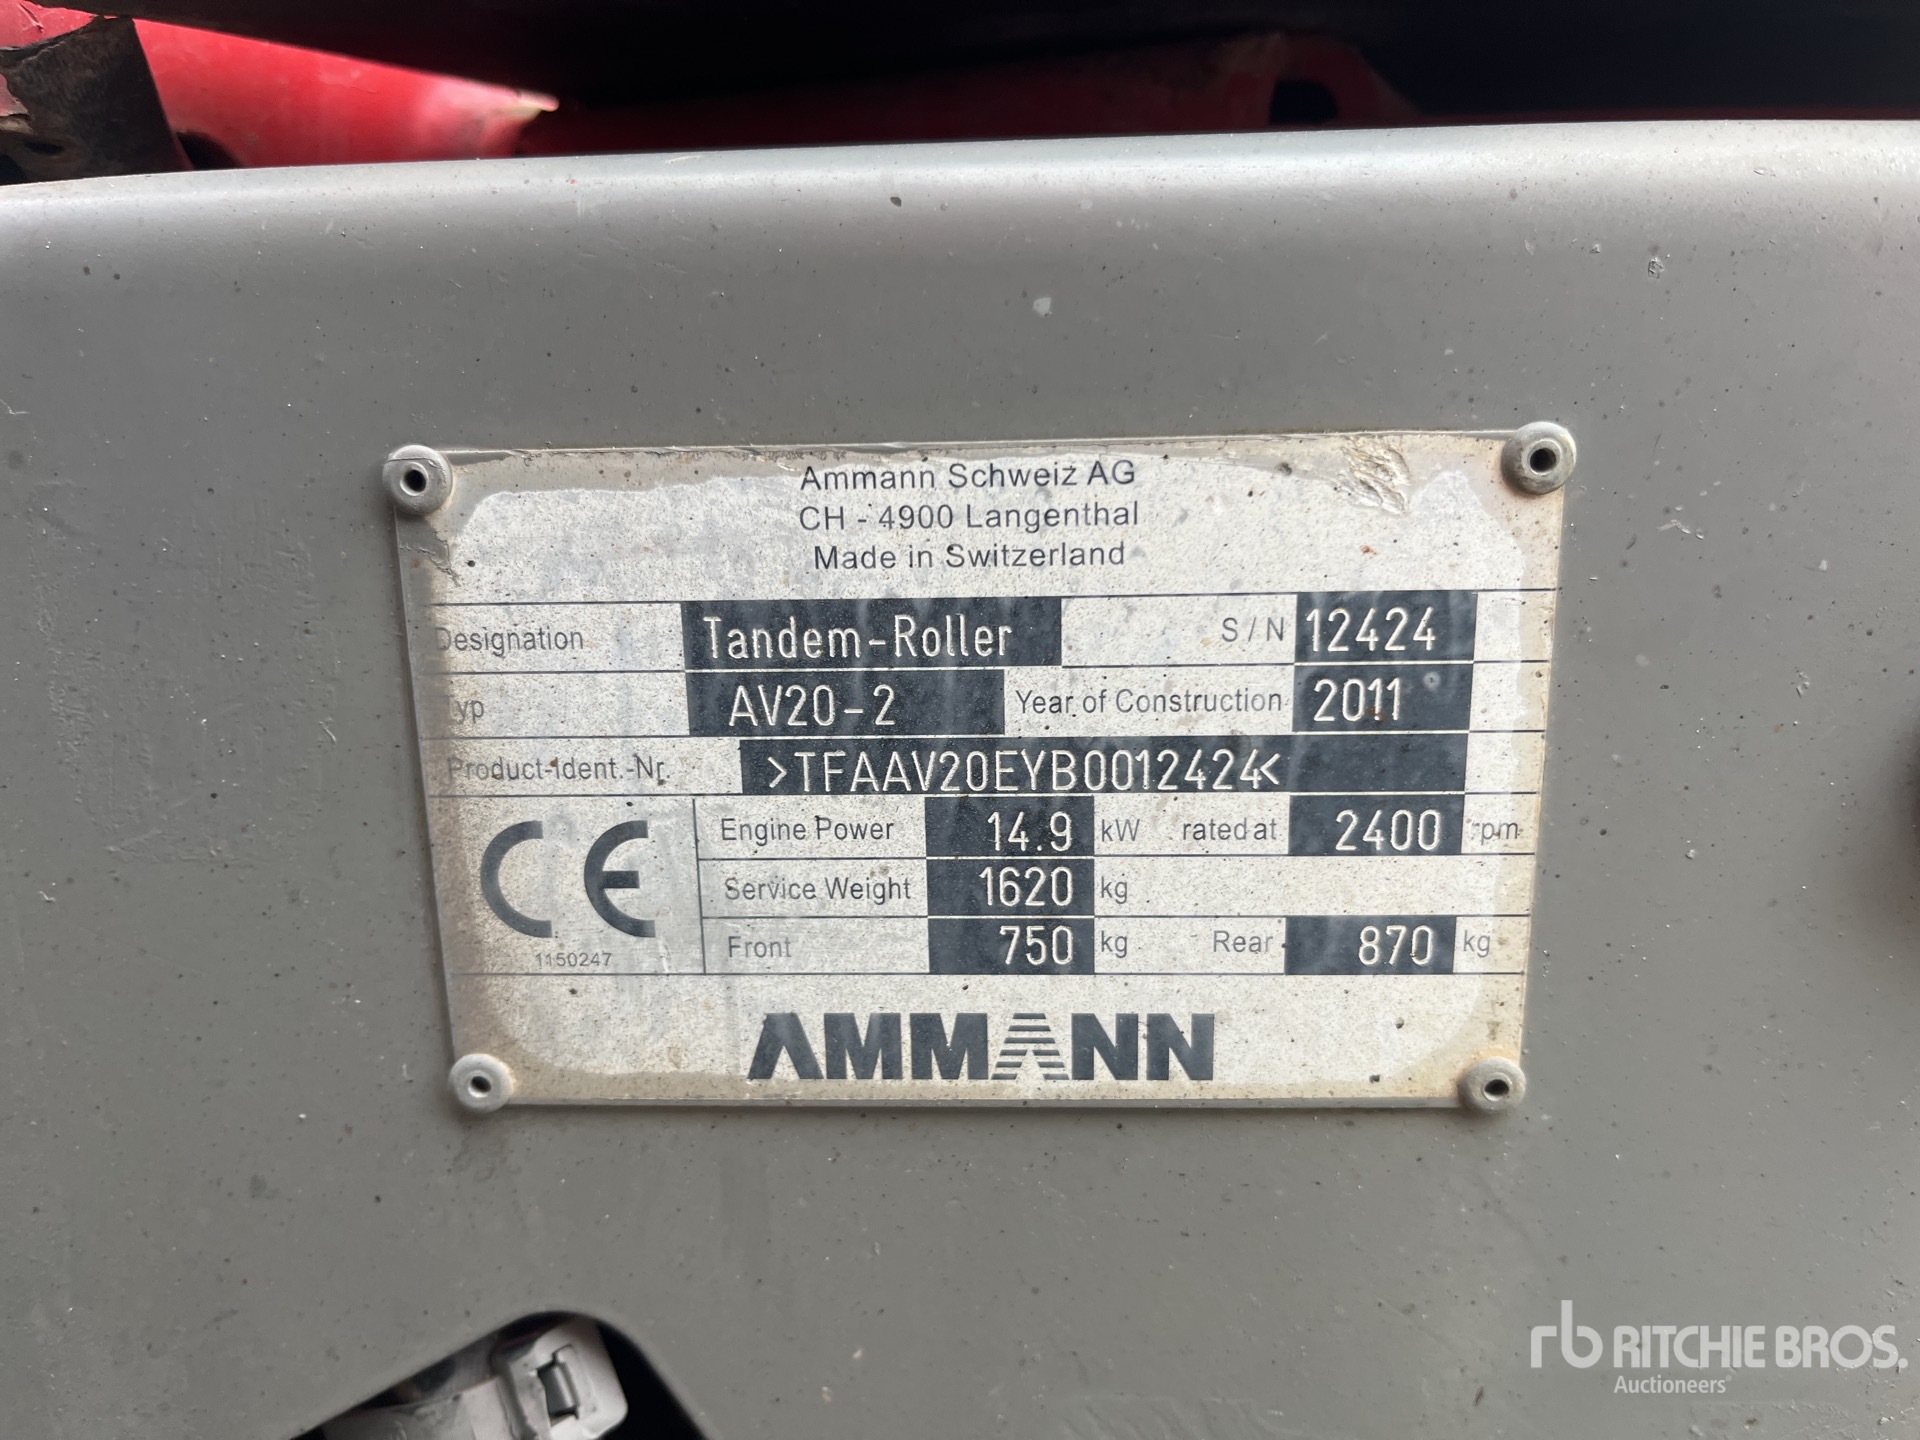 Ammann Schweiz AG
CH - 4900 Langenthal
Made in Switzerland
Designation Tandem-Roller S/N 12424
Typ AV20-2 Year of Construction 2011
Product-Ident.-Nr. >TFAAV20EYB0012424<
CE Engine Power 14.9 kW rated at 2400 rpm
Service Weight 1620 kg
1150247 Front 750 kg Rear 870 kg
AMMANN
rb RITCHIE BROS.
Auctioneers